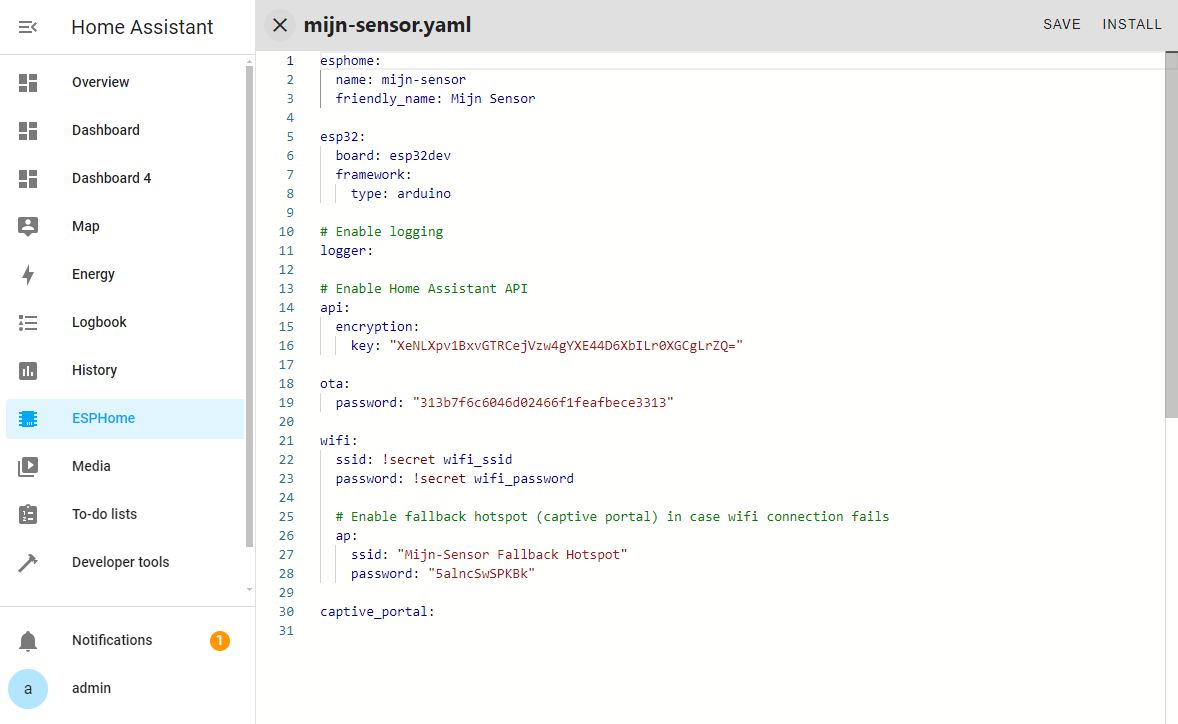 Home Assistant
Overview
Dashboard
Dashboard 4
Map
Energy
Logbook
History
ESPHome
Media
To-do lists
Developer tools
Notifications 1
a admin
mijn-sensor.yaml SAVE INSTALL
1 esphome:
2   name: mijn-sensor
3   friendly_name: Mijn Sensor
4
5 esp32:
6   board: esp32dev
7   framework:
8     type: arduino
9
10 # Enable logging
11 logger:
12
13 # Enable Home Assistant API
14 api:
15   encryption:
16     key: "XeNLXpv1BxvGTRCejVzw4gYXE44D6XbILr0XGCgLrZQ="
17
18 ota:
19   password: "313b7f6c6046d02466f1feafbece3313"
20
21 wifi:
22   ssid: !secret wifi_ssid
23   password: !secret wifi_password
24
25   # Enable fallback hotspot (captive portal) in case wifi connection fails
26   ap:
27     ssid: "Mijn-Sensor Fallback Hotspot"
28     password: "5alncSwSPKBk"
29
30 captive_portal:
31